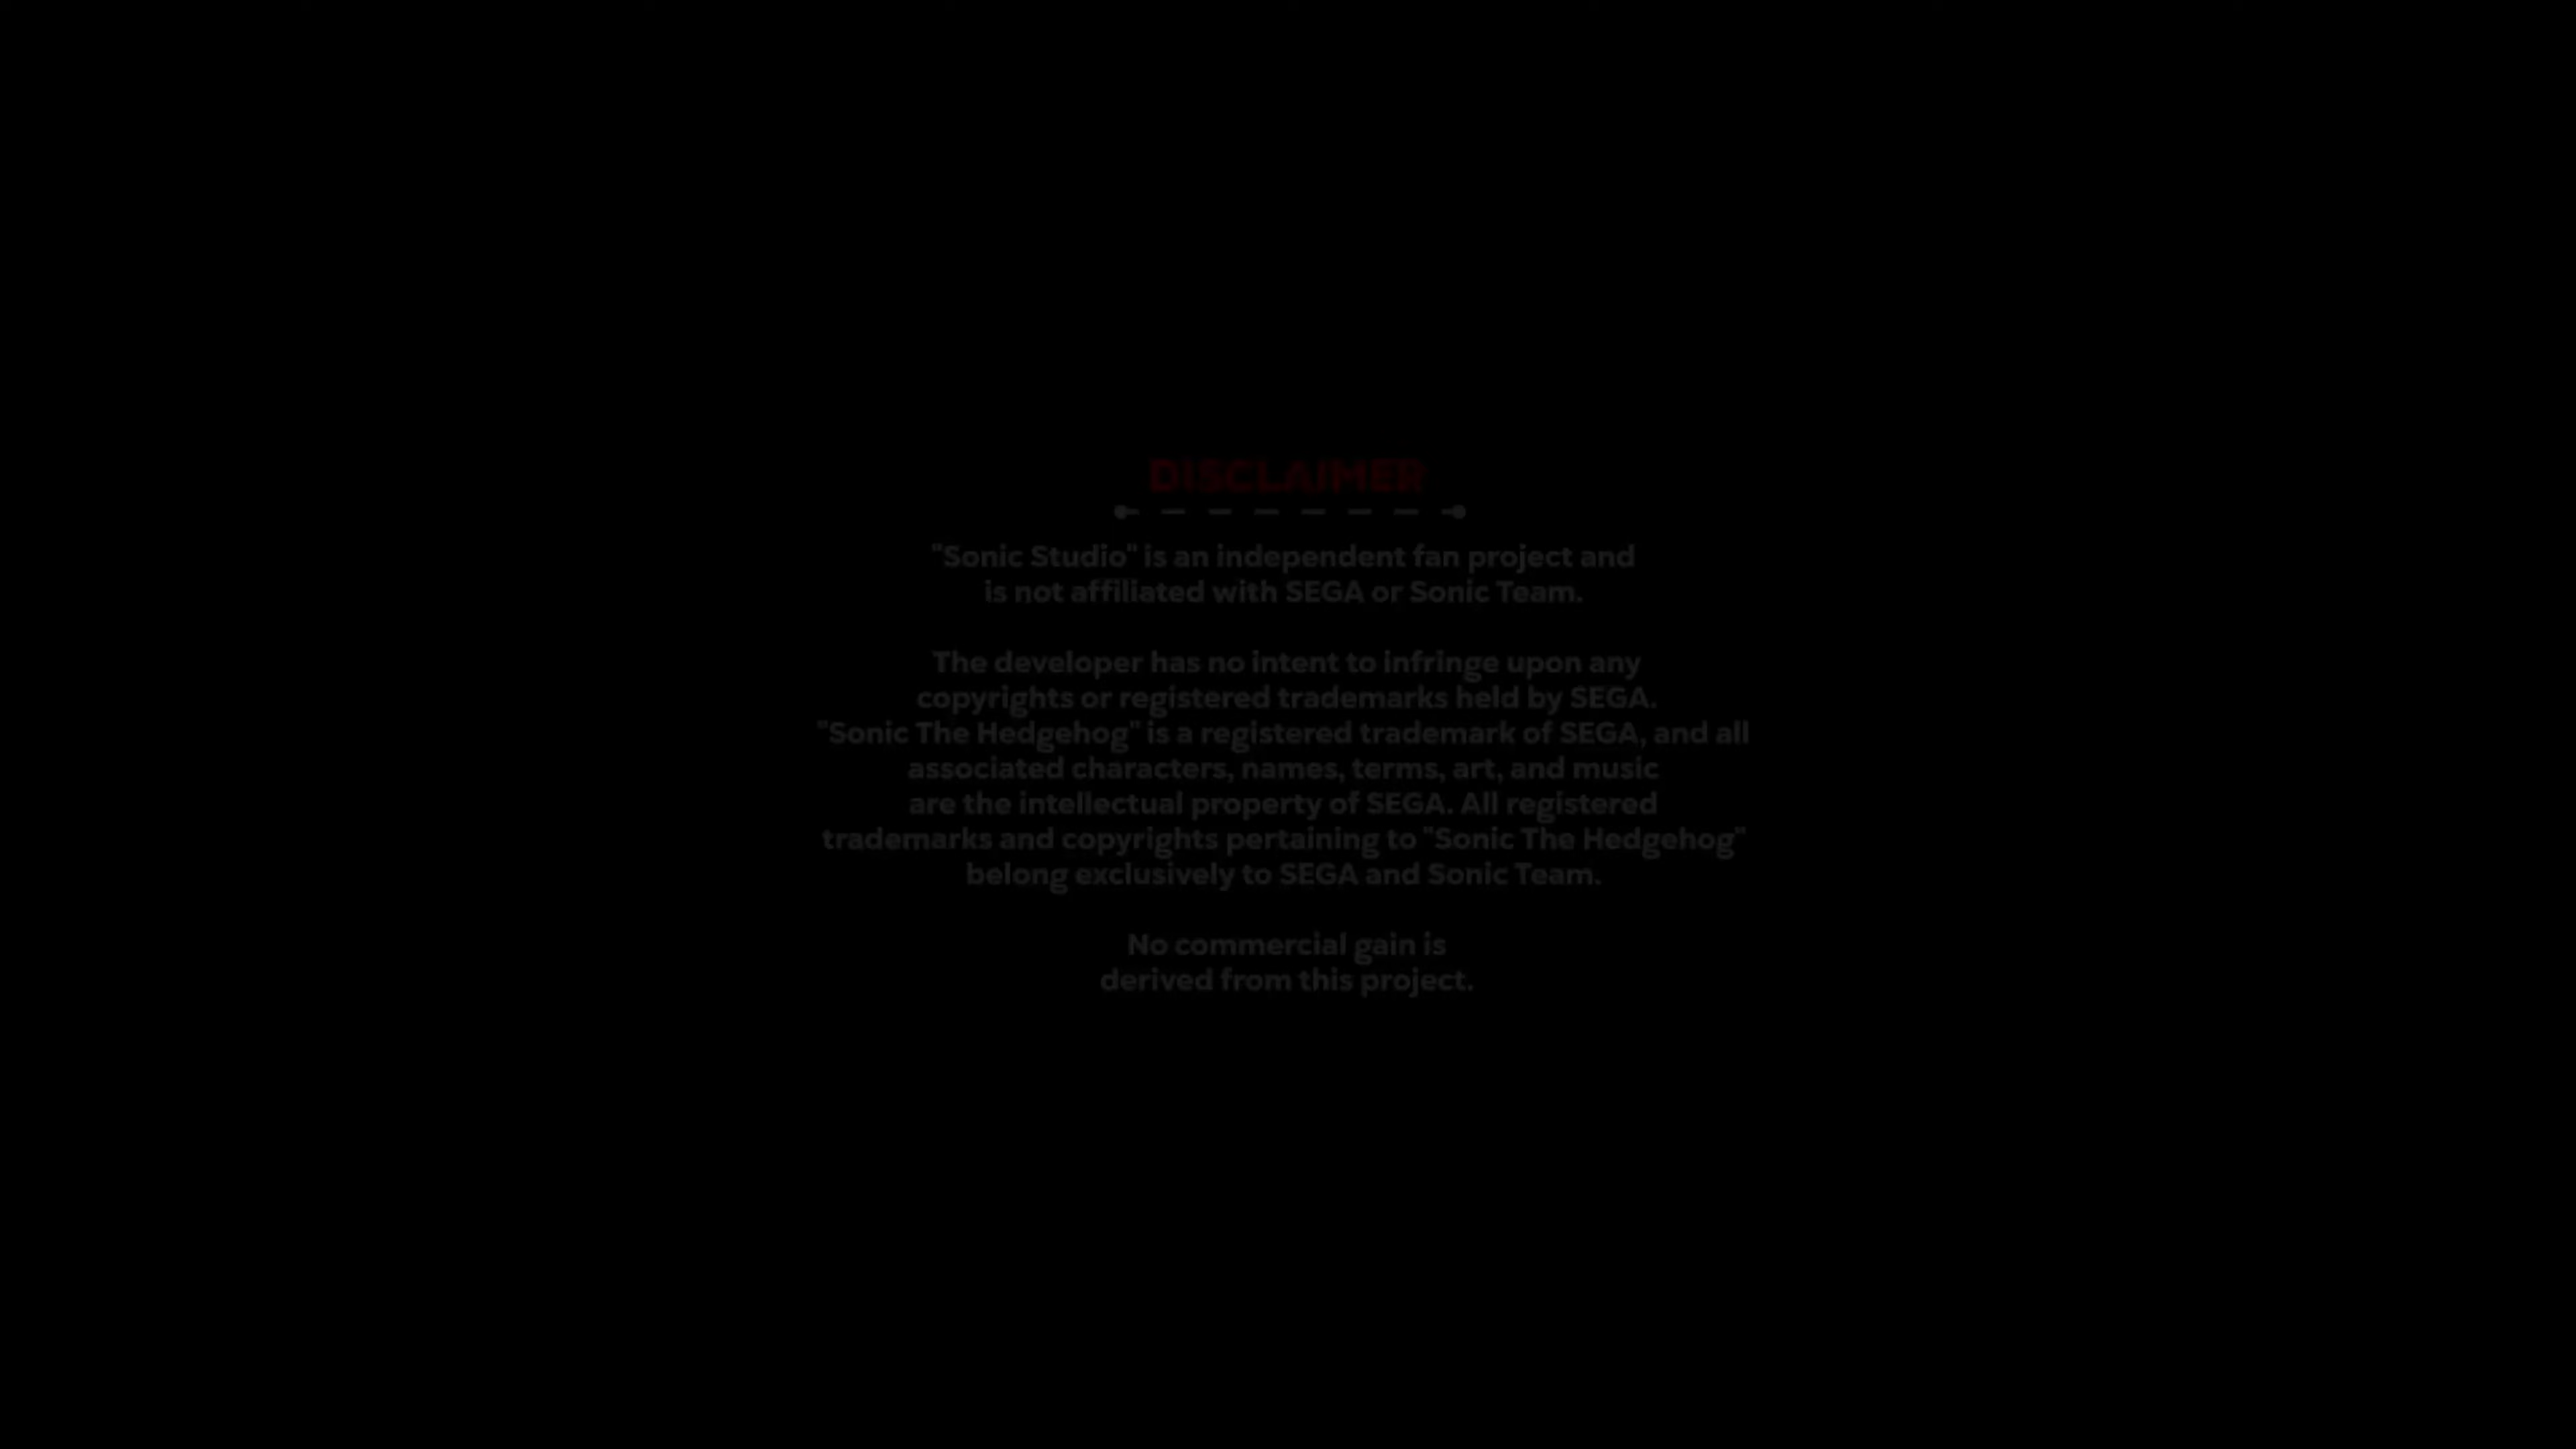 DISCLAIMER
"Sonic Studio" is an independent fan project and
is not affiliated with SEGA or Sonic Team.
The developer has no intent to infringe upon any
copyrights or registered trademarks held by SEGA.
"Sonic The Hedgehog" is a registered trademark of SEGA, and all
associated characters, names, terms, art, and music
are the intellectual property of SEGA. All registered
trademarks and copyrights pertaining to "Sonic The Hedgehog"
belong exclusively to SEGA and Sonic Team.
No commercial gain is
derived from this project.